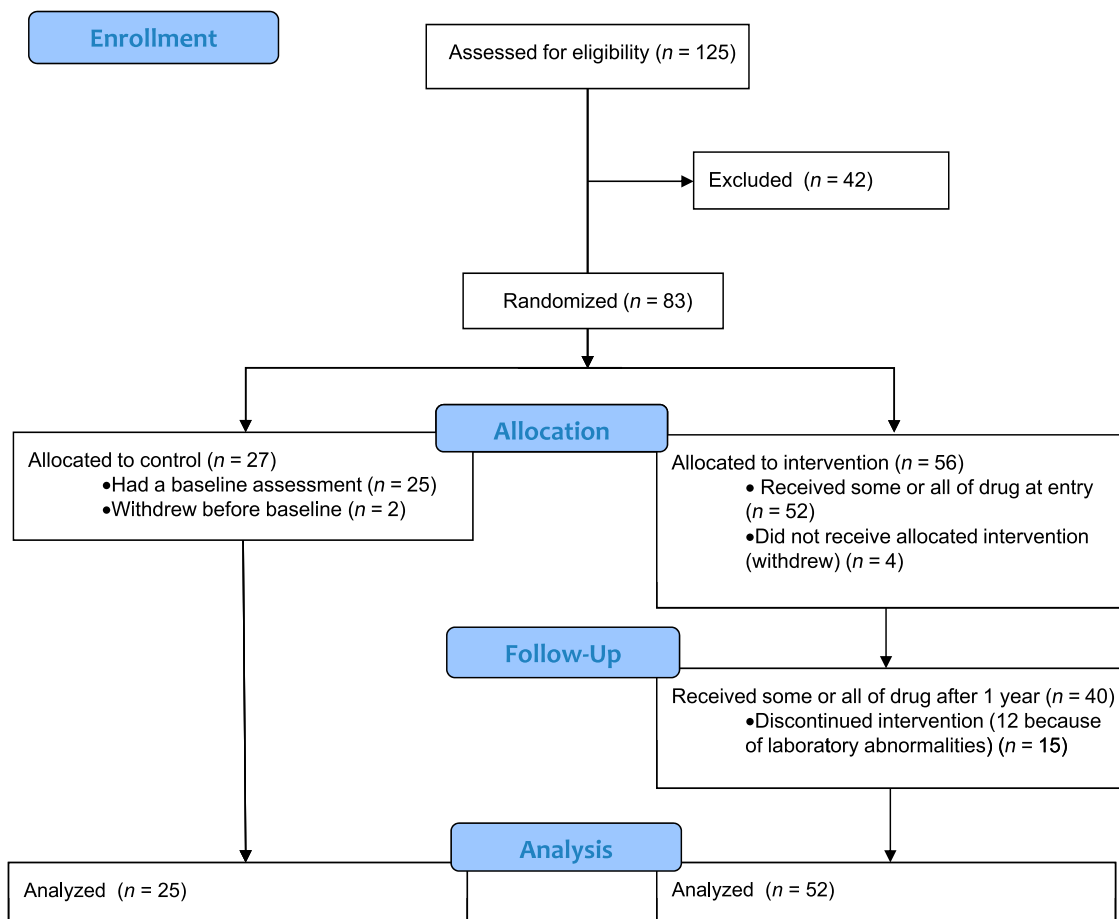 Enrollment
Assessed for eligibility (n = 125)
Excluded (n = 42)
Randomized (n = 83)
Allocation
Allocated to control (n = 27)
•Had a baseline assessment (n = 25)
•Withdrew before baseline (n = 2)
Allocated to intervention (n = 56)
• Received some or all of drug at entry
(n = 52)
•Did not receive allocated intervention
(withdrew) (n = 4)
Follow-Up
Received some or all of drug after 1 year (n = 40)
•Discontinued intervention (12 because
of laboratory abnormalities) (n = 15)
Analysis
Analyzed (n = 25)
Analyzed (n = 52)